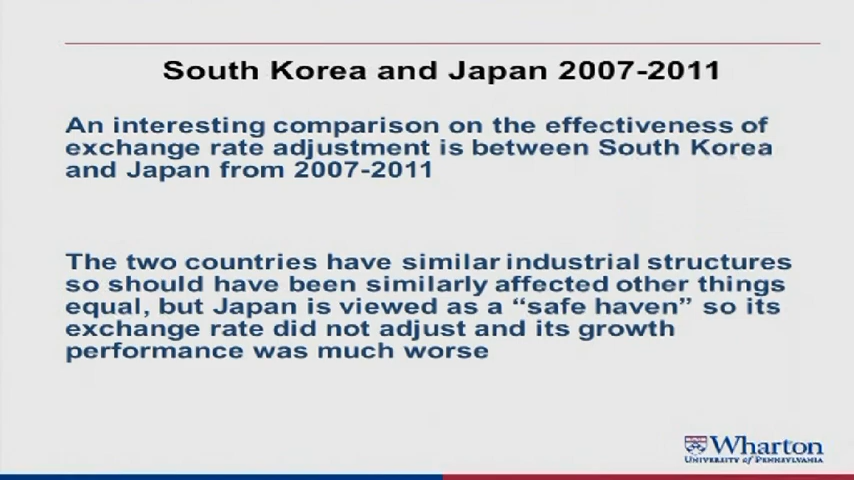 South Korea and Japan 2007-2011
An interesting comparison on the effectiveness of
exchange rate adjustment is between South Korea
and Japan from 2007-2011
The two countries have similar industrial structures
so should have been similarly affected other things
equal, but Japan is viewed as a “safe haven” so its
exchange rate did not adjust and its growth
performance was much worse
Wharton
UNIVERSITY of PENNSYLVANIA